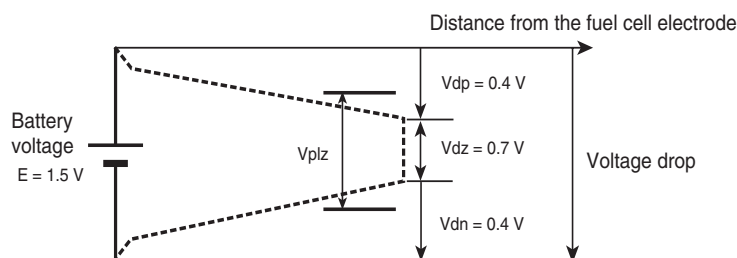 Distance from the fuel cell electrode
Vdp = 0.4 V
Battery
voltage
E = 1.5 V
Vplz
Vdz = 0.7 V
Voltage drop
Vdn = 0.4 V